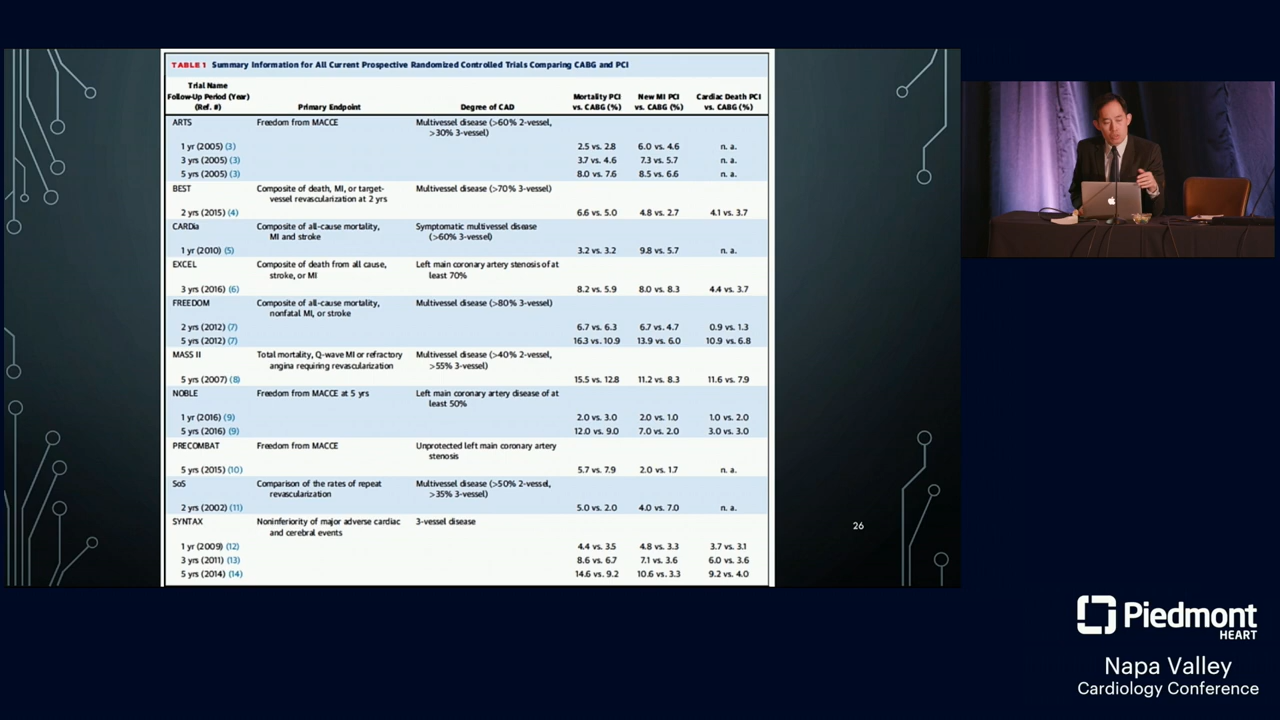 TABLE 1 Summary Information for All Current Prospective Randomized Controlled Trials Comparing CABG and PCI
Trial Name
Follow-Up Period (Year)
(Ref. #)
Primary Endpoint
Degree of CAD
Mortality PCI
vs. CABG (%)
New MI PCI
vs. CABG (%)
Cardiac Death PCI
vs. CABG (%)
ARTS Freedom from MACCE Multivessel disease (>60% 2-vessel,
>30% 3-vessel)
1 yr (2005) (3) 2.5 vs. 2.8 6.0 vs. 4.6 n. a.
3 yrs (2005) (3) 3.7 vs. 4.6 7.3 vs. 5.7 n. a.
5 yrs (2005) (3) 8.0 vs. 7.6 8.5 vs. 6.6 n. a.
BEST Composite of death, MI, or target- Multivessel disease (>70% 3-vessel)
vessel revascularization at 2 yrs
2 yrs (2015) (4) 6.6 vs. 5.0 4.8 vs. 2.7 4.1 vs. 3.7
CARDia Composite of all-cause mortality, Symptomatic multivessel disease
MI and stroke (>60% 3-vessel)
1 yr (2010) (5) 3.2 vs. 3.2 9.8 vs. 5.7 n. a.
EXCEL Composite of death from all cause, Left main coronary artery stenosis of at
stroke, or MI least 70%
3 yrs (2016) (6) 8.2 vs. 5.9 8.0 vs. 8.3 4.4 vs. 3.7
FREEDOM Composite of all-cause mortality, Multivessel disease (>80% 3-vessel)
nonfatal MI, or stroke
2 yrs (2012) (7) 6.7 vs. 6.3 6.7 vs. 4.7 0.9 vs. 1.3
5 yrs (2012) (7) 16.3 vs. 10.9 13.9 vs. 6.0 10.9 vs. 6.8
MASS II Total mortality, Q-wave MI or refractory Multivessel disease (>40% 2-vessel,
angina requiring revascularization >55% 3-vessel)
5 yrs (2007) (8) 15.5 vs. 12.8 11.2 vs. 8.3 11.6 vs. 7.9
NOBLE Freedom from MACCE at 5 yrs Left main coronary artery disease of at
least 50%
1 yr (2016) (9) 2.0 vs. 3.0 2.0 vs. 1.0 1.0 vs. 2.0
5 yrs (2016) (9) 12.0 vs. 9.0 7.0 vs. 2.0 3.0 vs. 3.0
PRECOMBAT Freedom from MACCE Unprotected left main coronary artery
stenosis
5 yrs (2015) (10) 5.7 vs. 7.9 2.0 vs. 1.7 n. a.
SoS Comparison of the rates of repeat Multivessel disease (>50% 2-vessel,
revascularization >35% 3-vessel)
2 yrs (2002) (11) 5.0 vs. 2.0 4.0 vs. 7.0 n. a.
SYNTAX Noninferiority of major adverse cardiac 3-vessel disease
and cerebral events
1 yr (2009) (12) 4.4 vs. 3.5 4.8 vs. 3.3 3.7 vs. 3.1
3 yrs (2011) (13) 8.6 vs. 6.7 7.1 vs. 3.6 6.0 vs. 3.6
5 yrs (2014) (14) 14.6 vs. 9.2 10.6 vs. 3.3 9.2 vs. 4.0
26
Piedmont
HEART
Napa Valley
Cardiology Conference